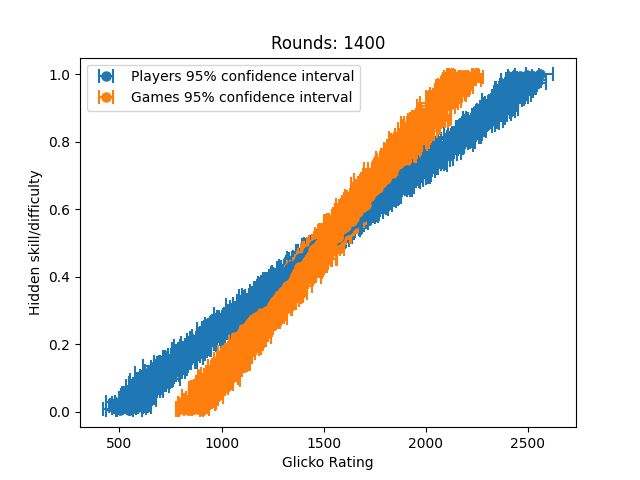 Rounds: 1400
Players 95% confidence interval
Games 95% confidence interval
1.0
0.8
0.6
0.4
0.2
0.0
Hidden skill/difficulty
500 1000 1500 2000 2500
Glicko Rating